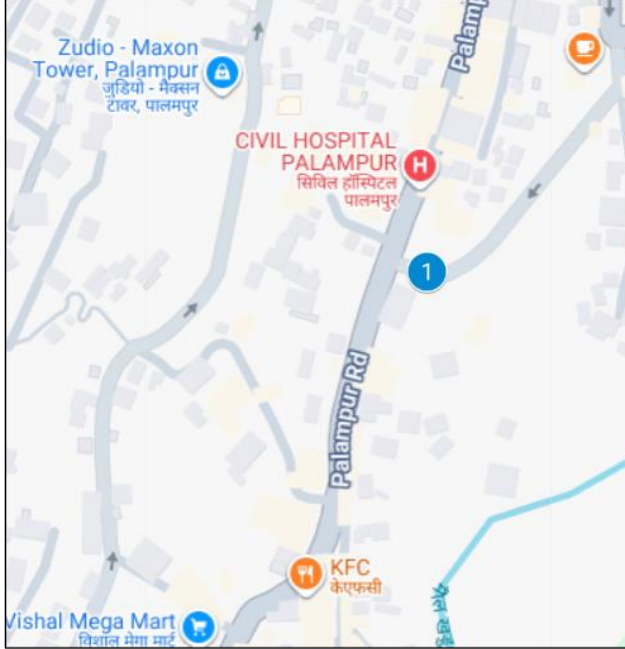 Palamp
Zudio - Maxon
Tower, Palampur
जुडियो - मैक्सन
टावर, पालमपुर
CIVIL HOSPITAL
PALAMPUR
सिविल हॉस्पिटल
पालमपुर
1
Palampur Rd
KFC
केएफसी
Vishal Mega Mart
विशाल मेगा मार्ट